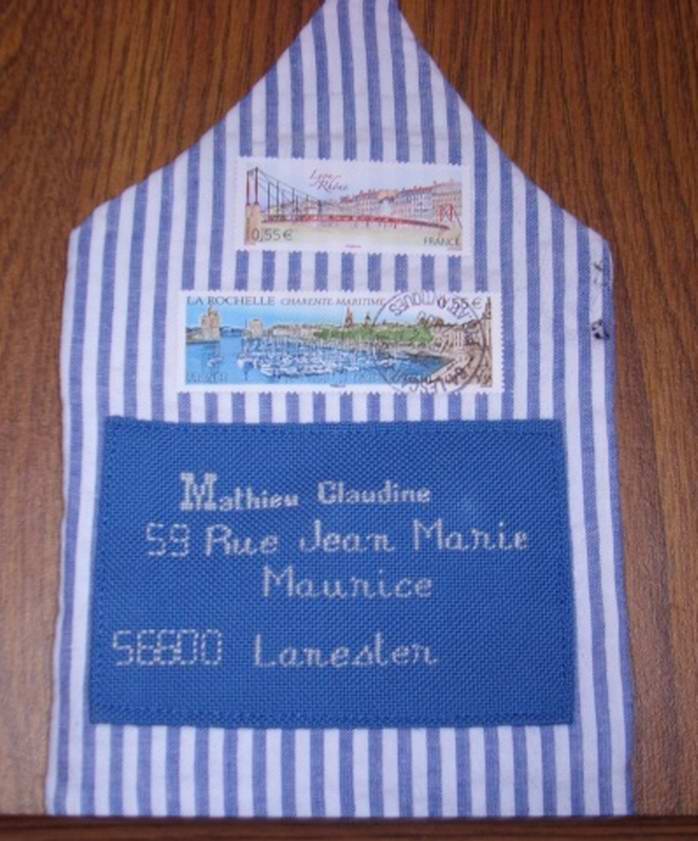 Lyon
Rhône
0,55€
FRANCE
LA ROCHELLE CHARENTE-MARITIME 0,55€
Mathieu Claudine
59 Rue Jean Marie
Maurice
56600 Lanester